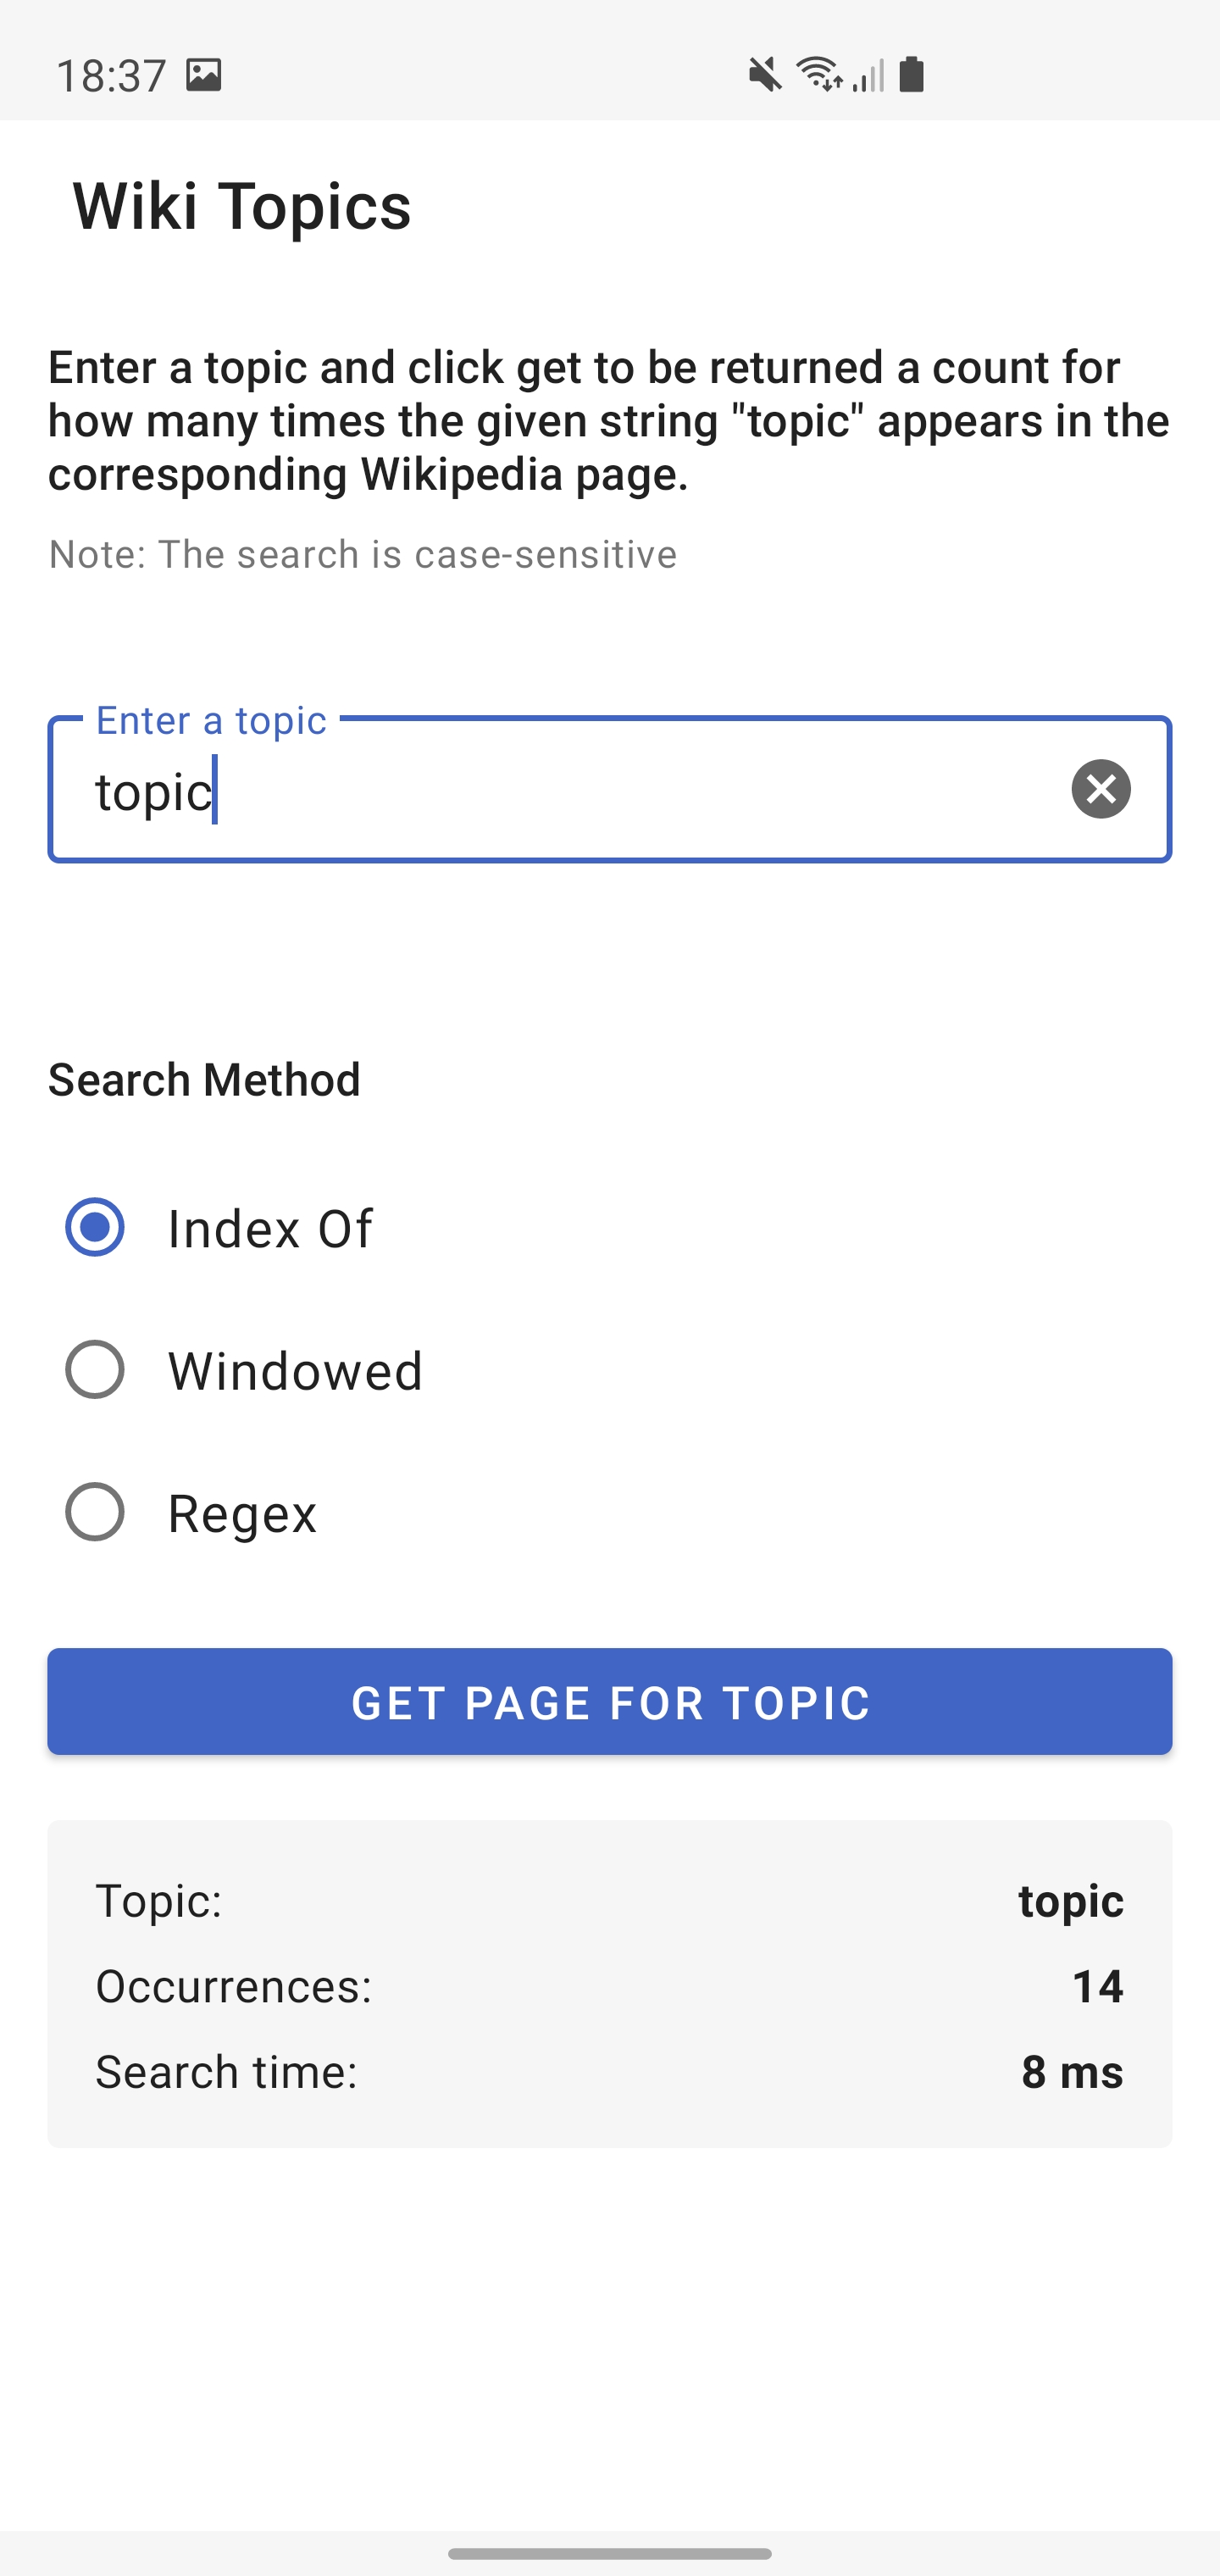 18:37
Wiki Topics
Enter a topic and click get to be returned a count for
how many times the given string "topic" appears in the
corresponding Wikipedia page.
Note: The search is case-sensitive
Enter a topic
topic
Search Method
Index Of
Windowed
Regex
GET PAGE FOR TOPIC
Topic: topic
Occurrences: 14
Search time: 8 ms